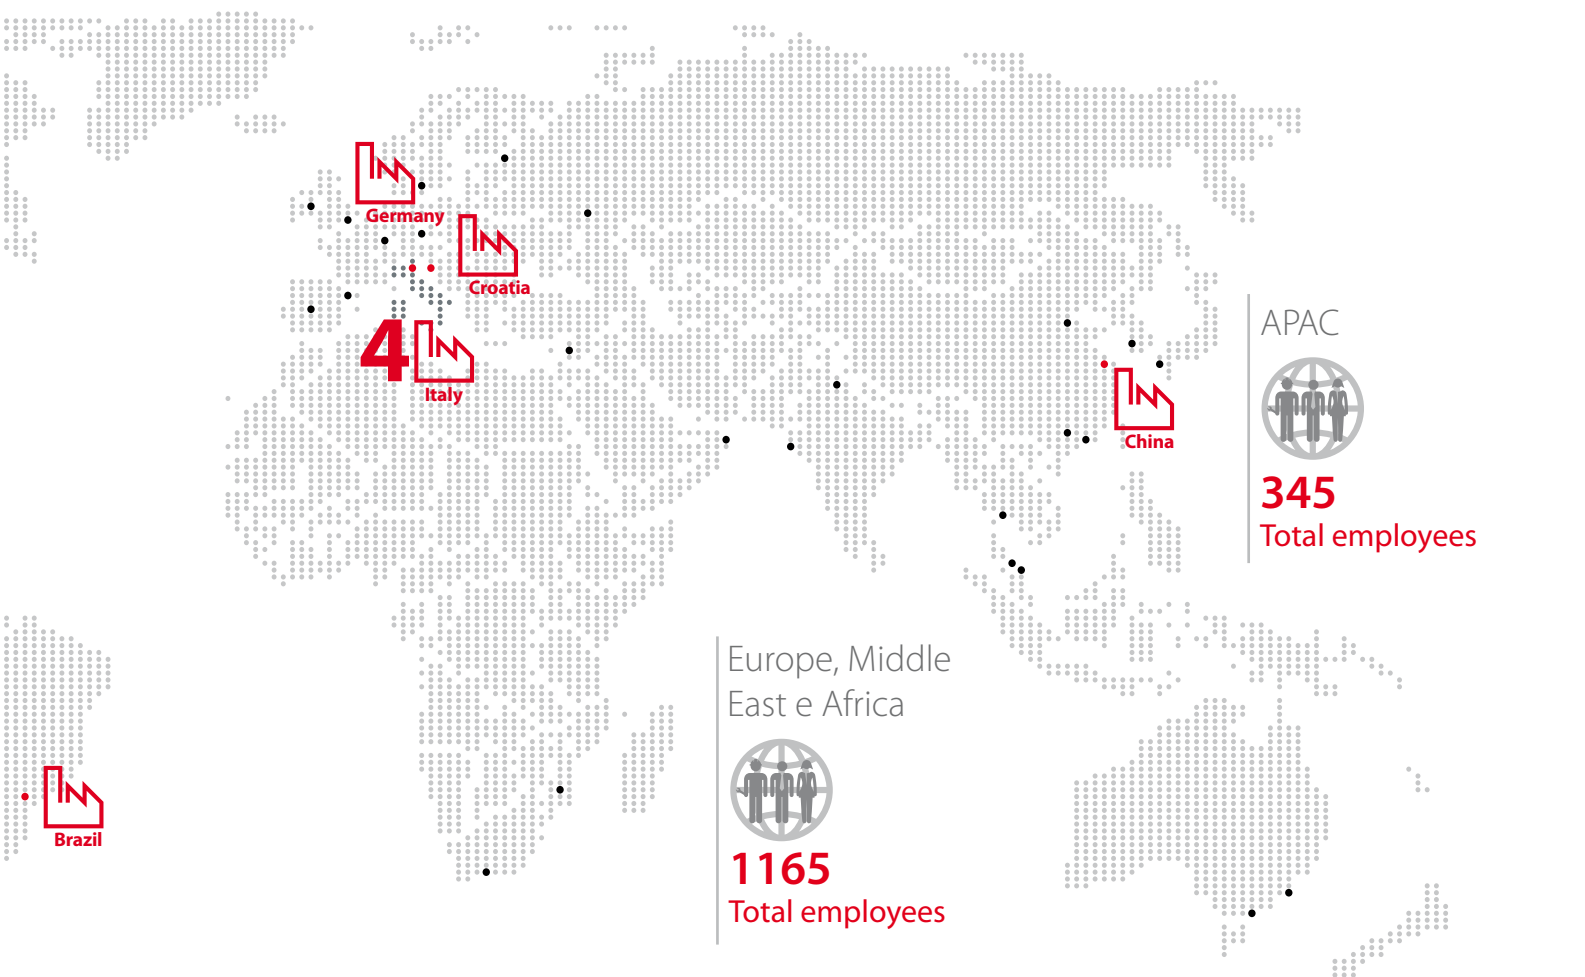 Germany
Croatia
4
Italy
China
APAC
345
Total employees
Europe, Middle
East e Africa
1165
Total employees
Brazil